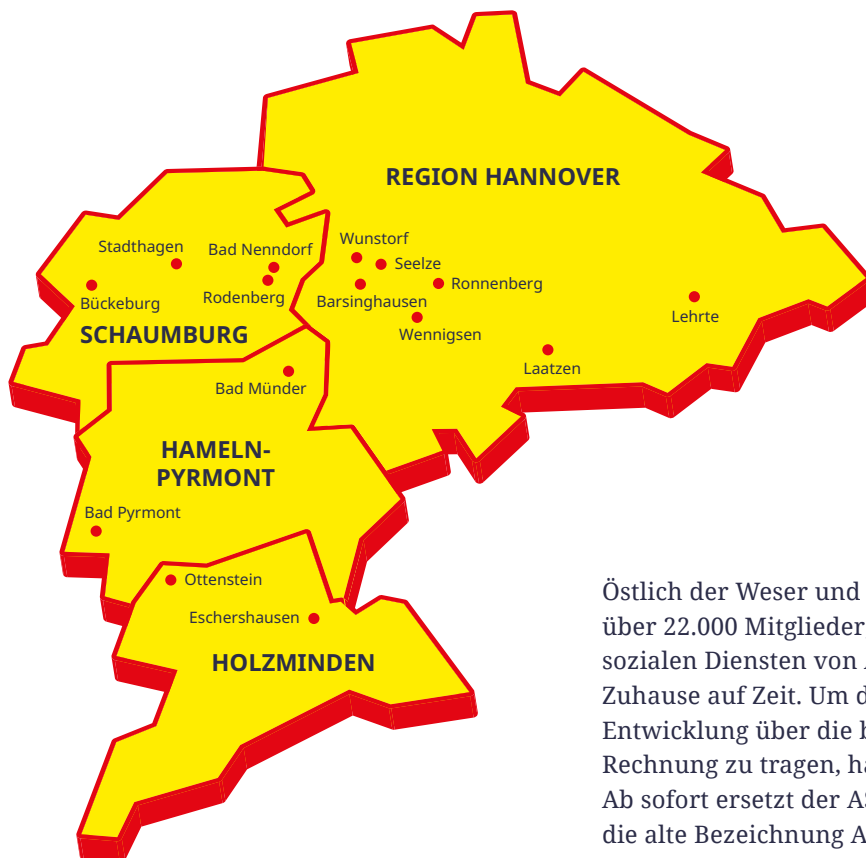 REGION HANNOVER
Wunstorf
Stadthagen
Bad Nenndorf
Seelze
Ronnenberg
Bückeburg
Rodenberg
Barsinghausen
Lehrte
SCHAUMBURG
Wennigsen
Laatzen
Bad Münder
HAMELN-
PYRMONT
Bad Pyrmont
Ottenstein
Eschershausen
HOLZMINDEN
Östlich der Weser und
über 22.000 Mitglieder
sozialen Diensten von
Zuhause auf Zeit. Um
Entwicklung über die
Rechnung zu tragen,
Ab sofort ersetzt der
die alte Bezeichnung